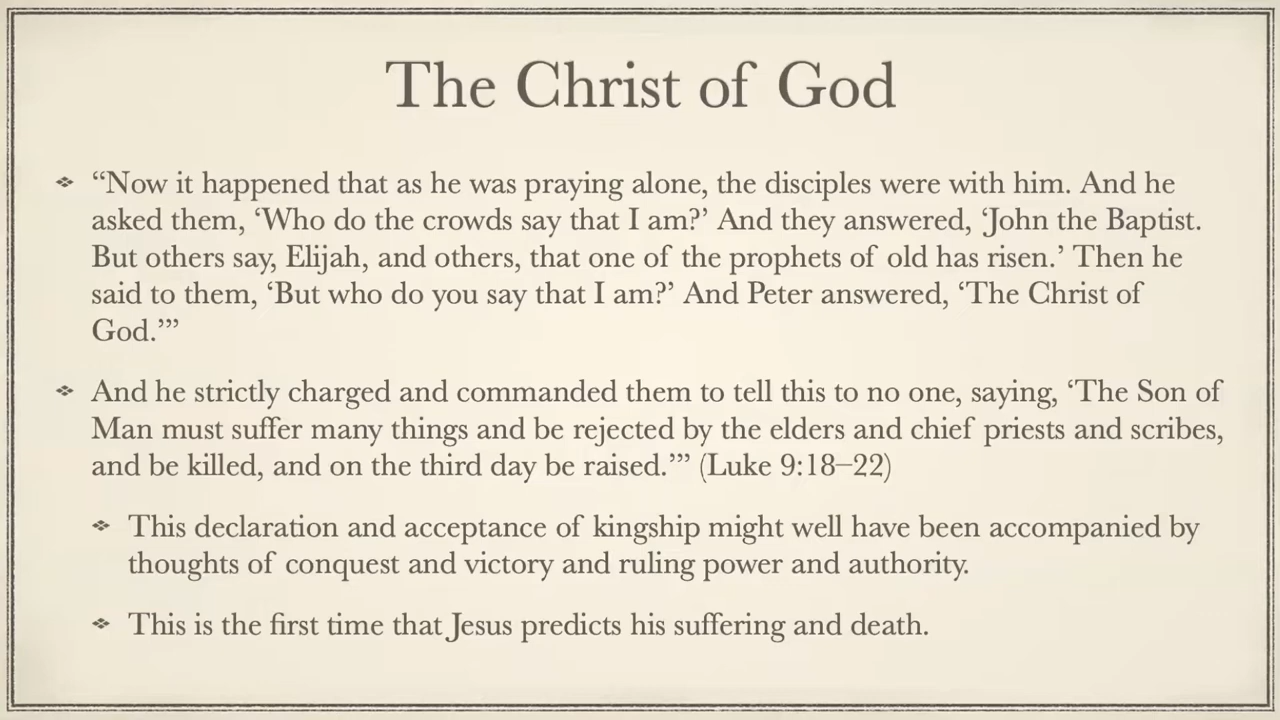 The Christ of God
“Now it happened that as he was praying alone, the disciples were with him. And he
asked them, ‘Who do the crowds say that I am?’ And they answered, ‘John the Baptist.
But others say, Elijah, and others, that one of the prophets of old has risen.’ Then he
said to them, ‘But who do you say that I am?’ And Peter answered, ‘The Christ of
God.’”
And he strictly charged and commanded them to tell this to no one, saying, ‘The Son of
Man must suffer many things and be rejected by the elders and chief priests and scribes,
and be killed, and on the third day be raised.’” (Luke 9:18–22)
This declaration and acceptance of kingship might well have been accompanied by
thoughts of conquest and victory and ruling power and authority.
This is the first time that Jesus predicts his suffering and death.